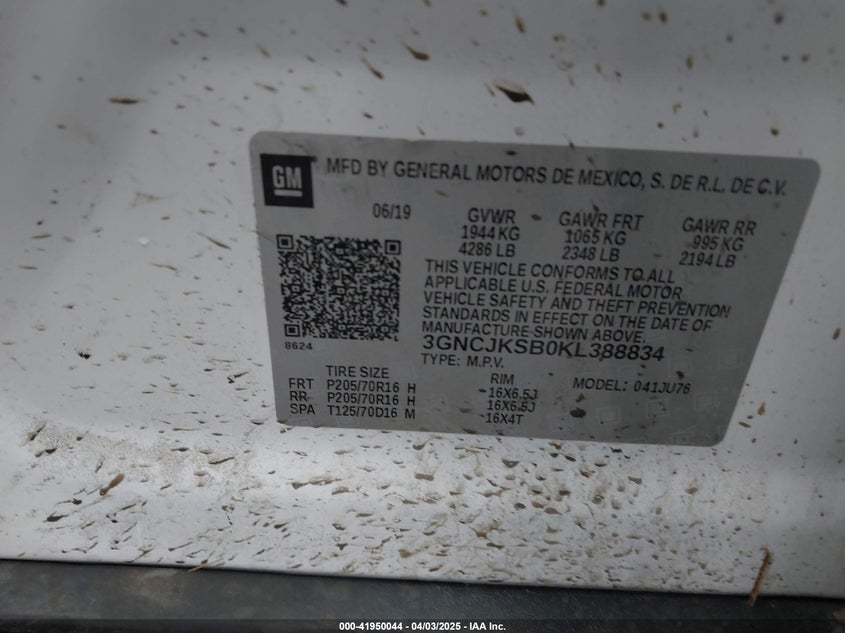 GM
MFD BY GENERAL MOTORS DE MEXICO, S. DE R.L. DE C.V.
06/19 GVWR GAWR FRT GAWR RR
1944 KG 1065 KG 995 KG
4286 LB 2348 LB 2194 LB
THIS VEHICLE CONFORMS TO ALL
APPLICABLE U.S. FEDERAL MOTOR
VEHICLE SAFETY AND THEFT PREVENTION
STANDARDS IN EFFECT ON THE DATE OF
MANUFACTURE SHOWN ABOVE.
8624
3GNCJKSB0KL388834
TYPE: M.P.V.
TIRE SIZE RIM MODEL: 041JU76
FRT P205/70R16 H 16X6.5J
RR P205/70R16 H 16X6.5J
SPA T125/70D16 M 16X4T
000-41950044 - 04/03/2025 - IAA Inc.